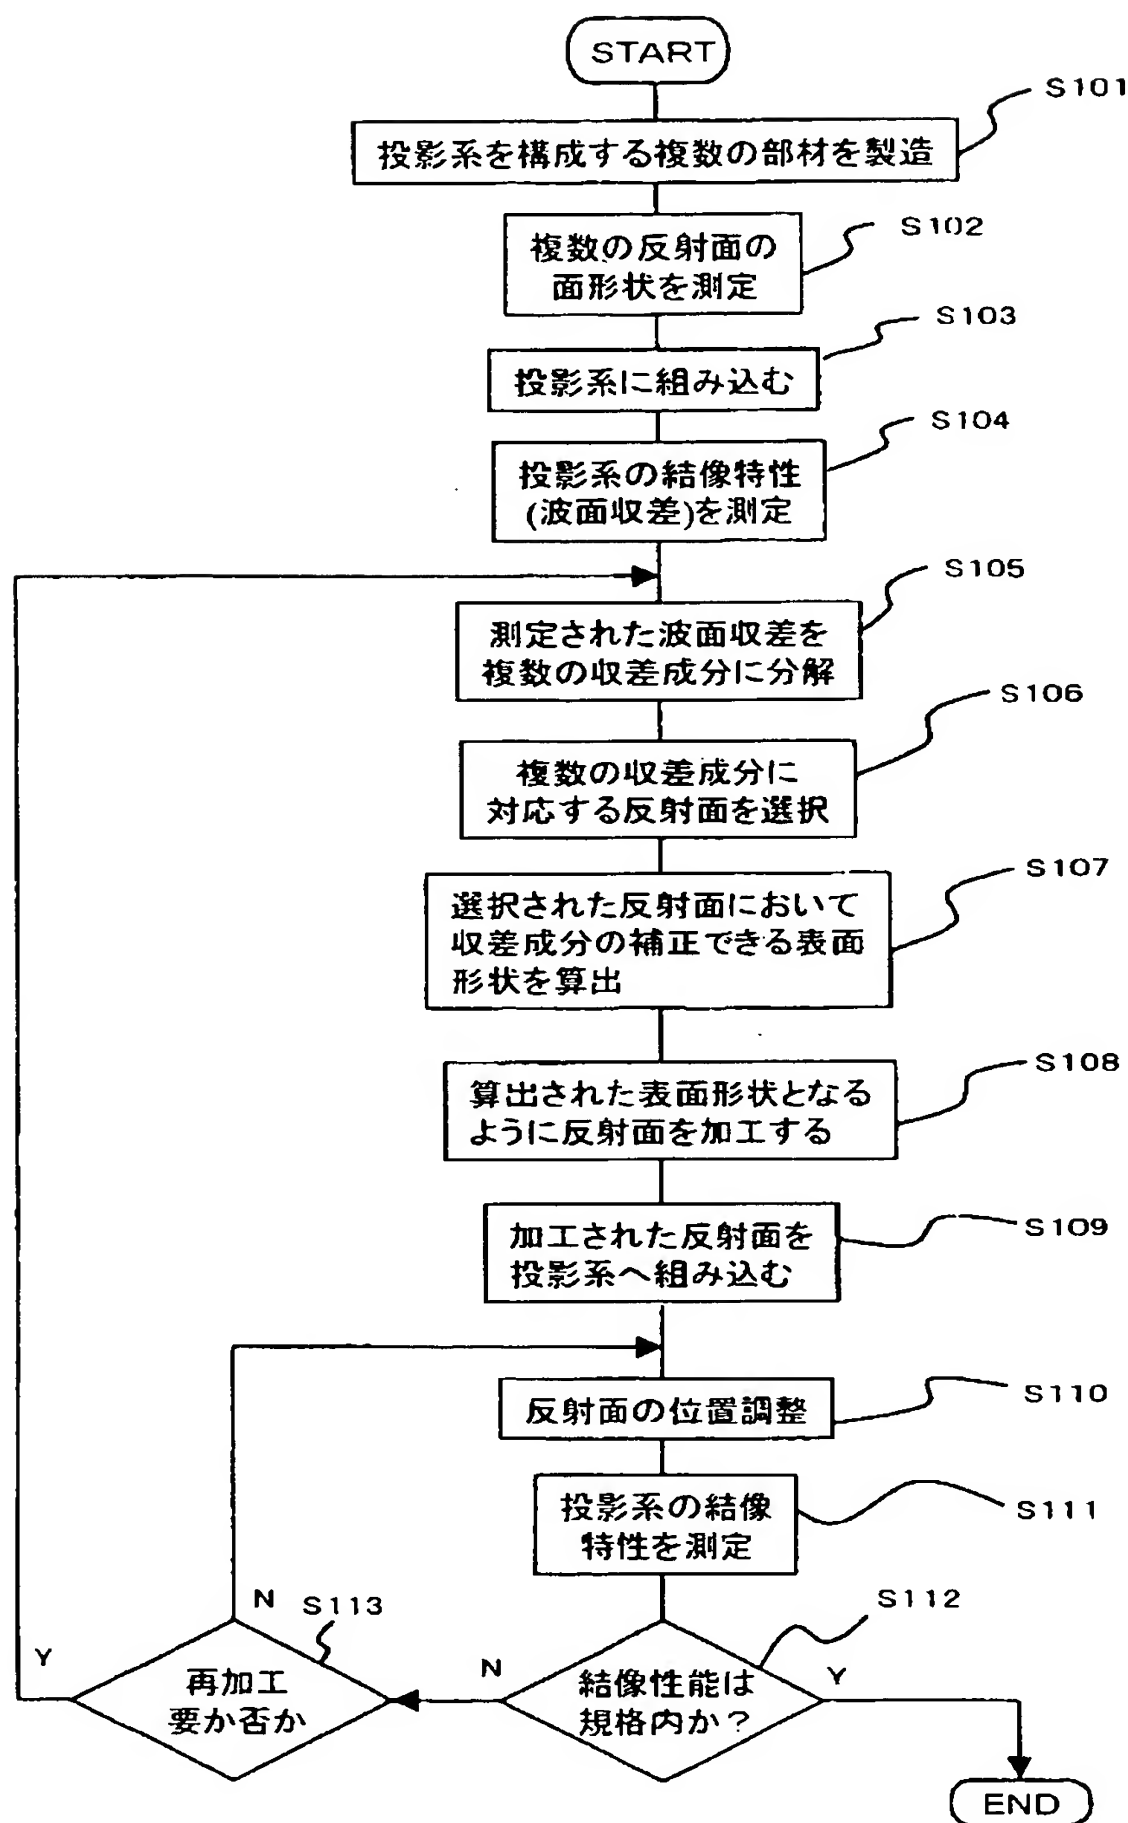 START
S101
投影系を構成する複数の部材を製造
S102
複数の反射面の
面形状を測定
S103
投影系に組み込む
S104
投影系の結像特性
(波面収差)を測定
S105
測定された波面収差を
複数の収差成分に分解
S106
複数の収差成分に
対応する反射面を選択
S107
選択された反射面において
収差成分の補正できる表面
形状を算出
S108
算出された表面形状となる
ように反射面を加工する
S109
加工された反射面を
投影系へ組み込む
S110
反射面の位置調整
S111
投影系の結像
特性を測定
S112
結像性能は
規格内か?
N
Y
S113
再加工
要か否か
N
Y
END